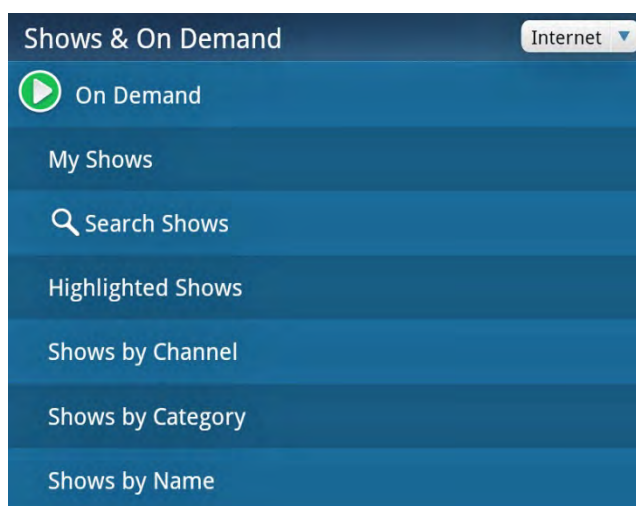 Shows & On Demand
Internet
On Demand
My Shows
Search Shows
Highlighted Shows
Shows by Channel
Shows by Category
Shows by Name